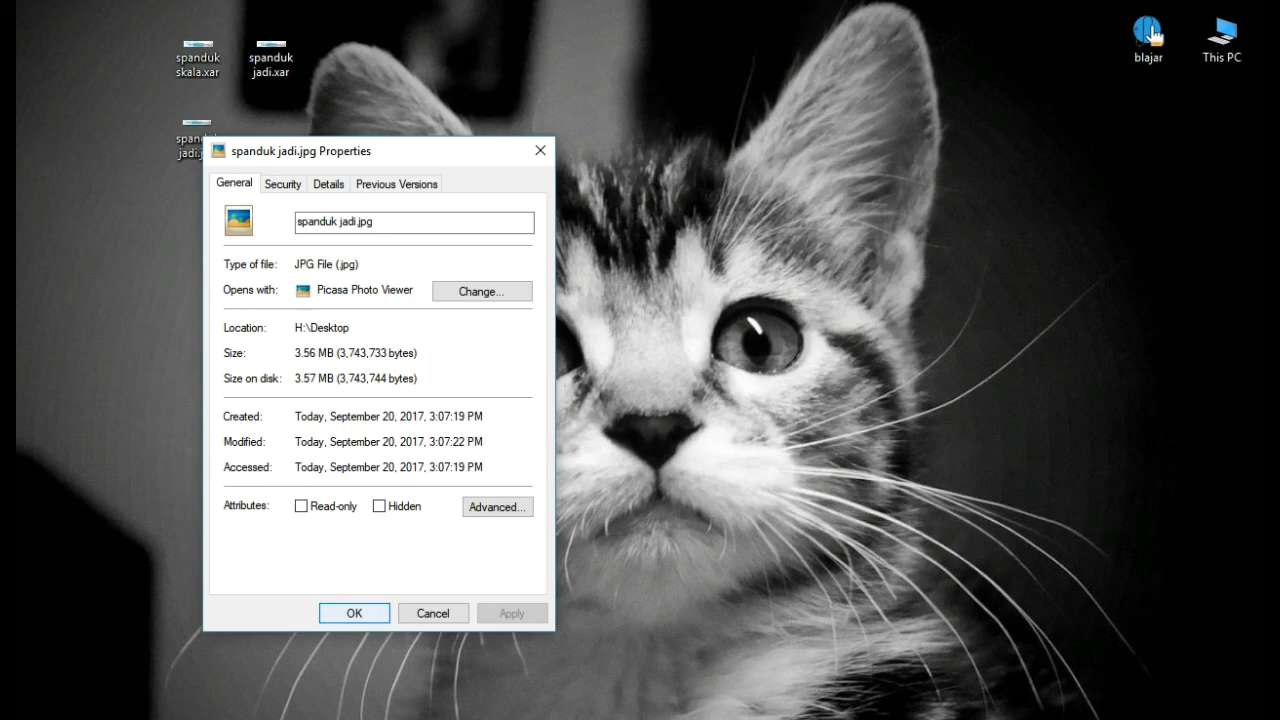 spanduk
skala.xar
spanduk
jadi.xar
blajar
This PC
spanduk jadi.jpg Properties
General
Security
Details
Previous Versions
spanduk jadi.jpg
Type of file: JPG File (.jpg)
Opens with: Picasa Photo Viewer
Change...
Location: H:\Desktop
Size: 3.56 MB (3,743,733 bytes)
Size on disk: 3.57 MB (3,743,744 bytes)
Created: Today, September 20, 2017, 3:07:19 PM
Modified: Today, September 20, 2017, 3:07:22 PM
Accessed: Today, September 20, 2017, 3:07:19 PM
Attributes: Read-only Hidden Advanced...
OK Cancel Apply